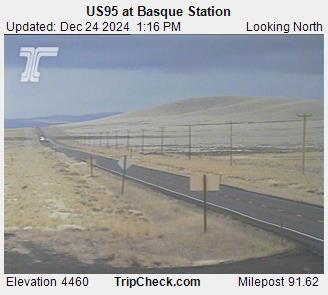 US95 at Basque Station
Updated: Dec 24 2024 1:16 PM Looking North
Elevation 4460 TripCheck.com Milepost 91.62